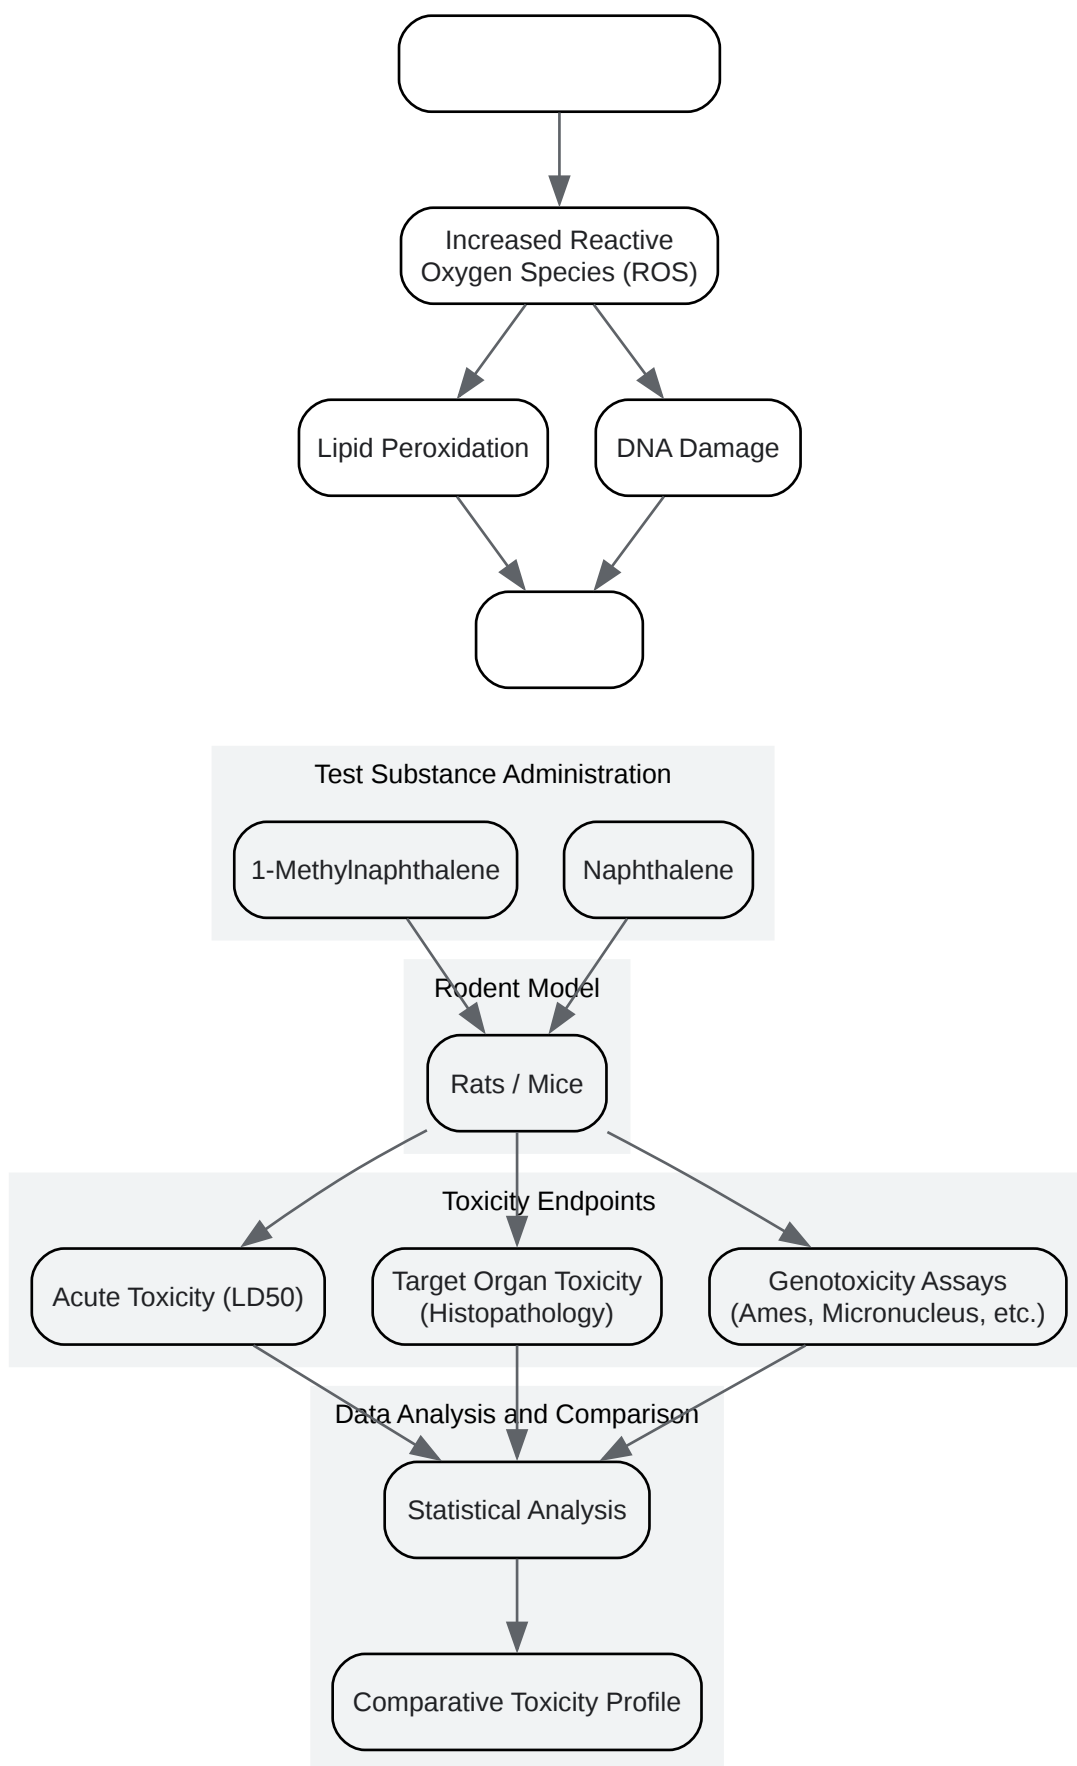 Increased Reactive
Oxygen Species (ROS)
Lipid Peroxidation
DNA Damage
Test Substance Administration
1-Methylnaphthalene
Naphthalene
Rodent Model
Rats / Mice
Toxicity Endpoints
Acute Toxicity (LD50)
Target Organ Toxicity
(Histopathology)
Genotoxicity Assays
(Ames, Micronucleus, etc.)
Data Analysis and Comparison
Statistical Analysis
Comparative Toxicity Profile